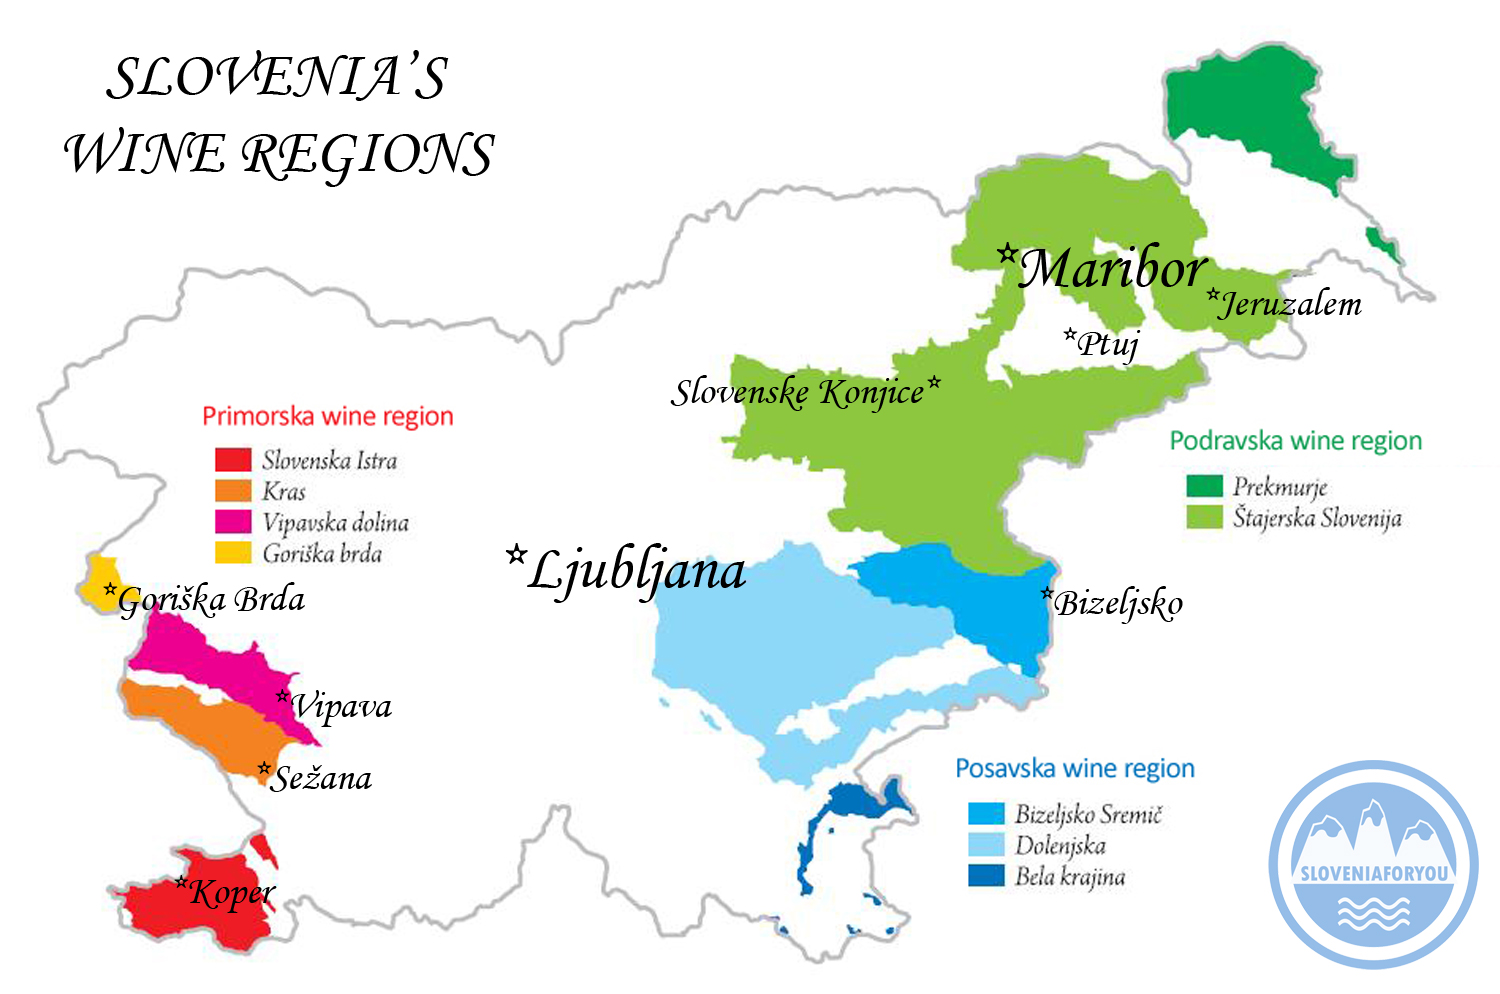 SLOVENIA'S
WINE REGIONS
*Maribor
*Jeruzalem
*Ptuj
Slovenske Konjice*
Primorska wine region
Slovenska Istra
Kras
Vipavska dolina
Goriška brda
Podravska wine region
Prekmurje
Štajerska Slovenija
*Ljubljana
*Goriška Brda
*Bizeljsko
*Vipava
*Sežana
Posavska wine region
Bizeljsko Sremič
Dolenjska
Bela krajina
*Koper
SLOVENIAFORYOU